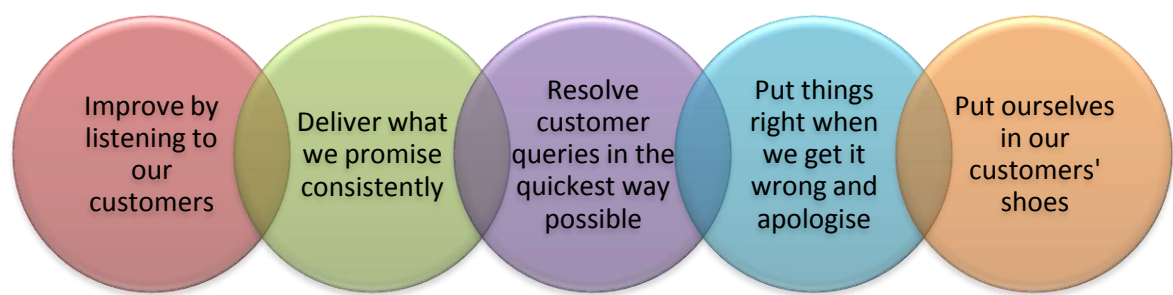 Improve by
listening to
our
customers
Deliver what
we promise
consistently
Resolve
customer
queries in the
quickest way
possible
Put things
right when
we get it
wrong and
apologise
Put ourselves
in our
customers'
shoes